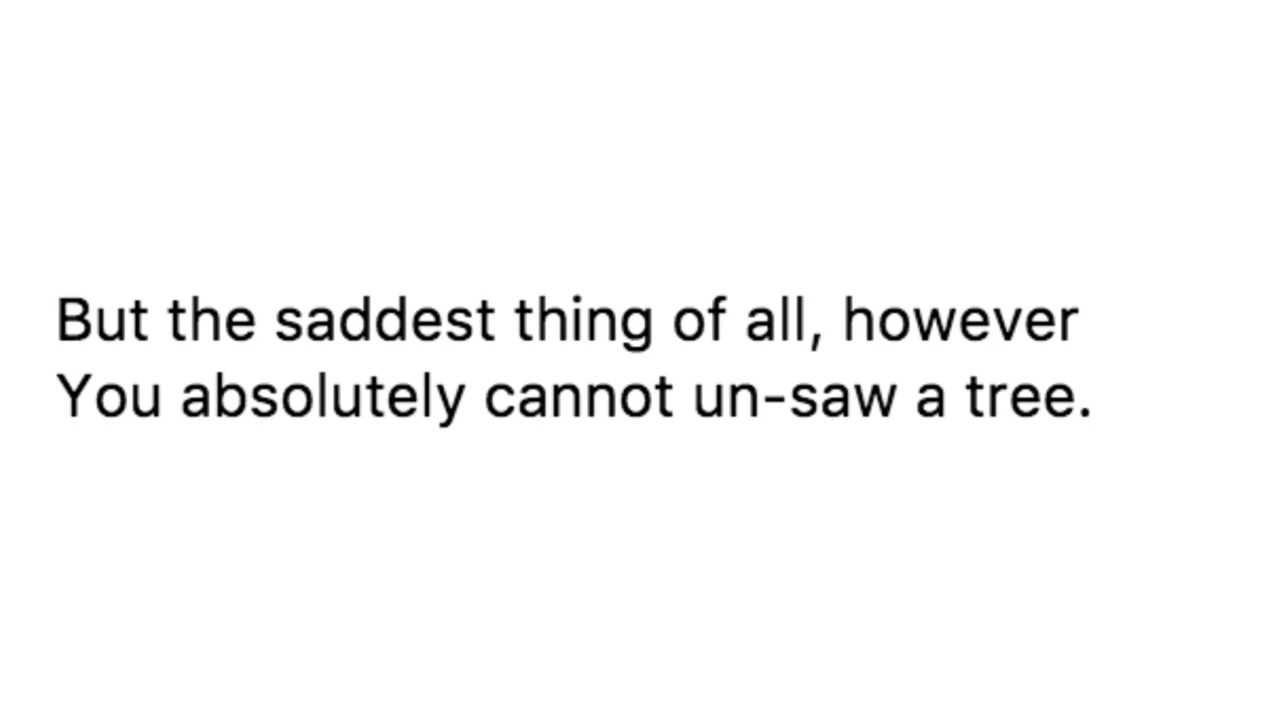 But the saddest thing of all, however
You absolutely cannot un-saw a tree.